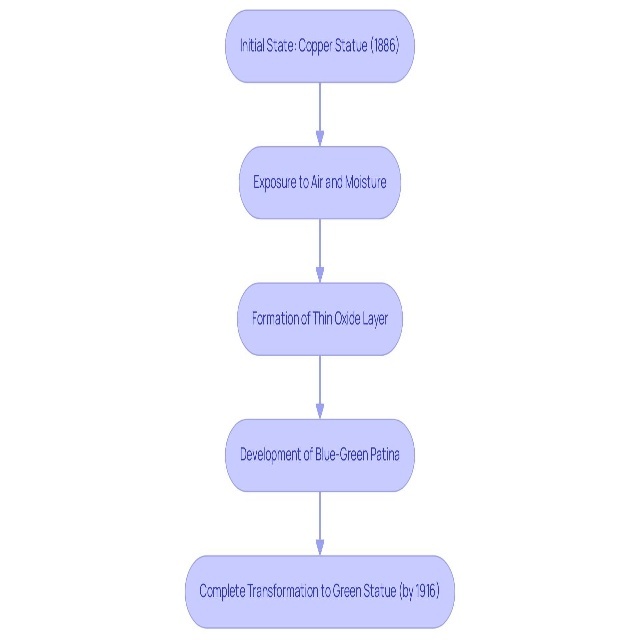 Initial State: Copper Statue (1886)
Exposure to Air and Moisture
Formation of Thin Oxide Layer
Development of Blue-Green Patina
Complete Transformation to Green Statue (by 1916)